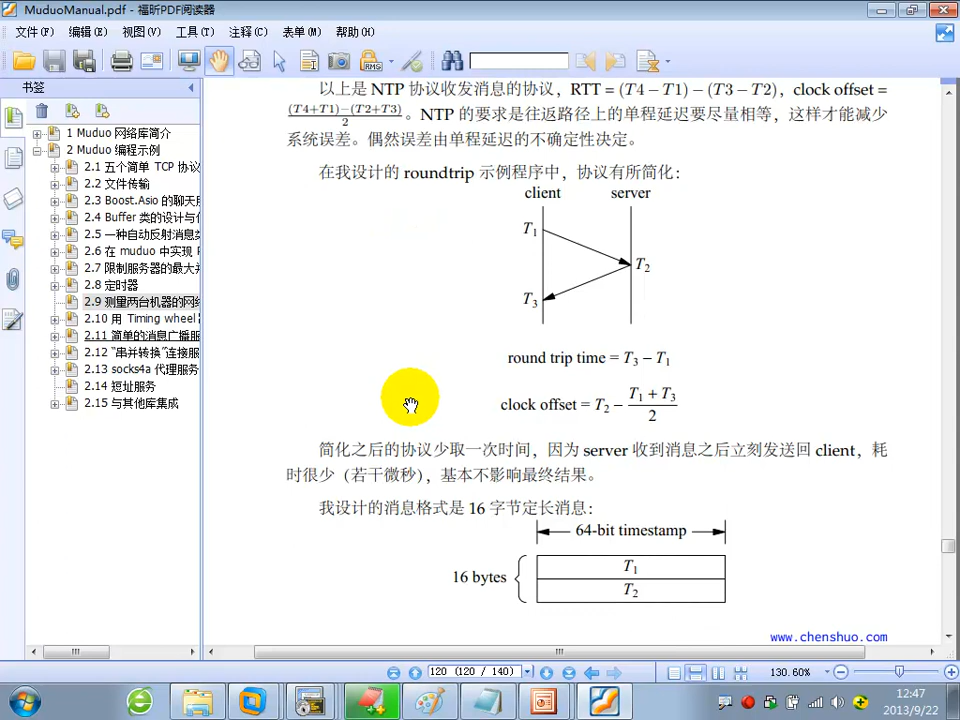 MuduoManual.pdf - 福昕PDF阅读器
文件(F) 编辑(E) 视图(V) 工具(T) 注释(C) 表单(M) 帮助(H)
书签
1 Muduo 网络库简介
2 Muduo 编程示例
2.1 五个简单 TCP 协议
2.2 文件传输
2.3 Boost.Asio 的聊天
2.4 Buffer 类的设计与
2.5 一种自动反射消息
2.6 在 muduo 中实现
2.7 限制服务器的最大
2.8 定时器
2.9 测量两台机器的网络
2.10 用 Timing wheel
2.11 简单的消息广播服
2.12 “串并转换”连接服
2.13 socks4a 代理服务
2.14 短址服务
2.15 与其他库集成
以上是 NTP 协议收发消息的协议，RTT = (T4 − T1) − (T3 − T2)，clock offset =
((T4+T1)−(T2+T3))/2。NTP 的要求是往返路径上的单程延迟要尽量相等，这样才能减少
系统误差。偶然误差由单程延迟的不确定性决定。
在我设计的 roundtrip 示例程序中，协议有所简化：
client server
T1
T2
T3
round trip time = T3 − T1
clock offset = T2 − (T1 + T3)/2
简化之后的协议少取一次时间，因为 server 收到消息之后立刻发送回 client，耗
时很少（若干微秒），基本不影响最终结果。
我设计的消息格式是 16 字节定长消息：
64-bit timestamp
16 bytes
T1
T2
www.chenshuo.com
120 (120 / 140)
130.60%
12:47
2013/9/22